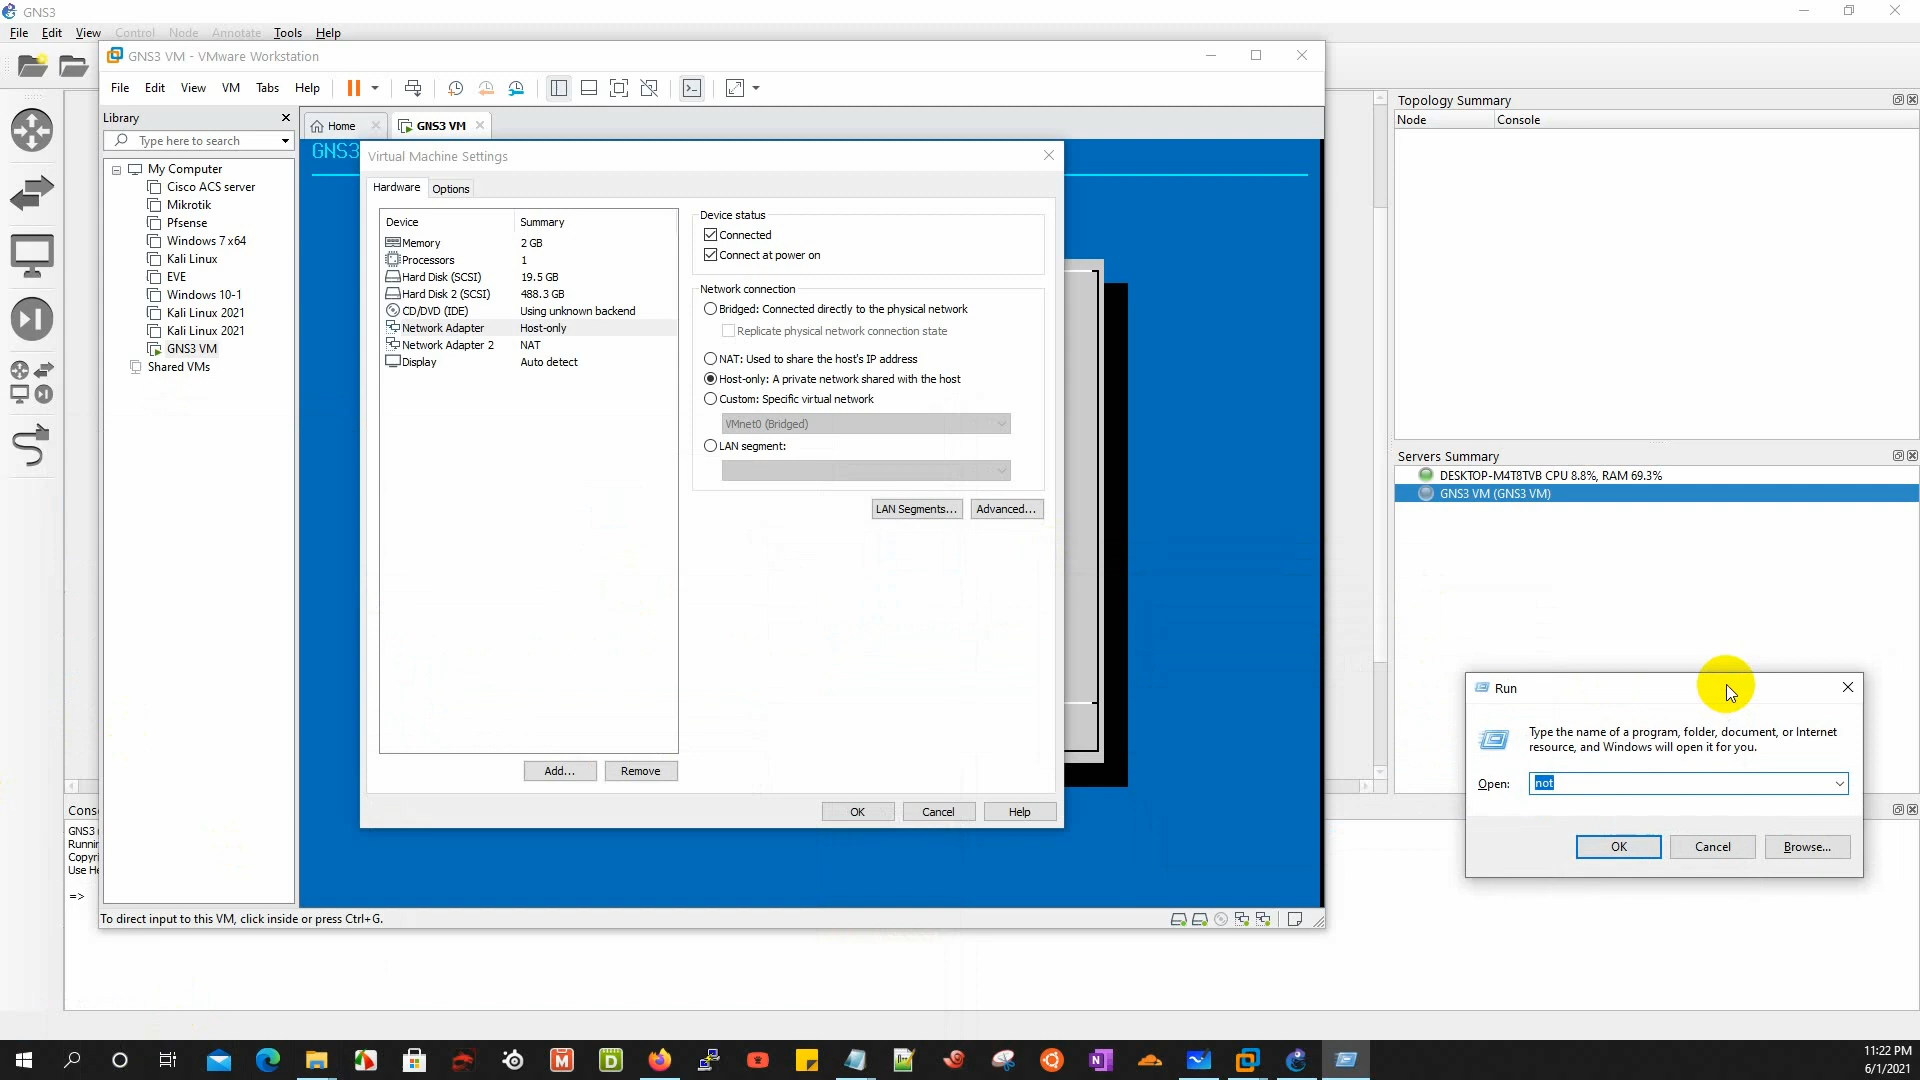 GNS3
File Edit View Control Node Annotate Tools Help
GNS3 VM - VMware Workstation
File Edit View VM Tabs Help
Library
Type here to search
My Computer
Cisco ACS server
Mikrotik
Pfsense
Windows 7 x64
Kali Linux
EVE
Windows 10-1
Kali Linux 2021
Kali Linux 2021
GNS3 VM
Shared VMs
Home
GNS3 VM
GNS3
Virtual Machine Settings
Hardware Options
Device Summary
Memory 2 GB
Processors 1
Hard Disk (SCSI) 19.5 GB
Hard Disk 2 (SCSI) 488.3 GB
CD/DVD (IDE) Using unknown backend
Network Adapter Host-only
Network Adapter 2 NAT
Display Auto detect
Add... Remove
Device status
Connected
Connect at power on
Network connection
Bridged: Connected directly to the physical network
Replicate physical network connection state
NAT: Used to share the host's IP address
Host-only: A private network shared with the host
Custom: Specific virtual network
VMnet0 (Bridged)
LAN segment:
LAN Segments... Advanced...
OK Cancel Help
To direct input to this VM, click inside or press Ctrl+G.
Topology Summary
Node Console
Servers Summary
DESKTOP-M4T8TVB CPU 8.8%, RAM 69.3%
GNS3 VM (GNS3 VM)
Run
Type the name of a program, folder, document, or Internet
resource, and Windows will open it for you.
Open: not
OK Cancel Browse...
Cons
GNS3
Runnin
Copyri
Use He
=>
11:22 PM
6/1/2021